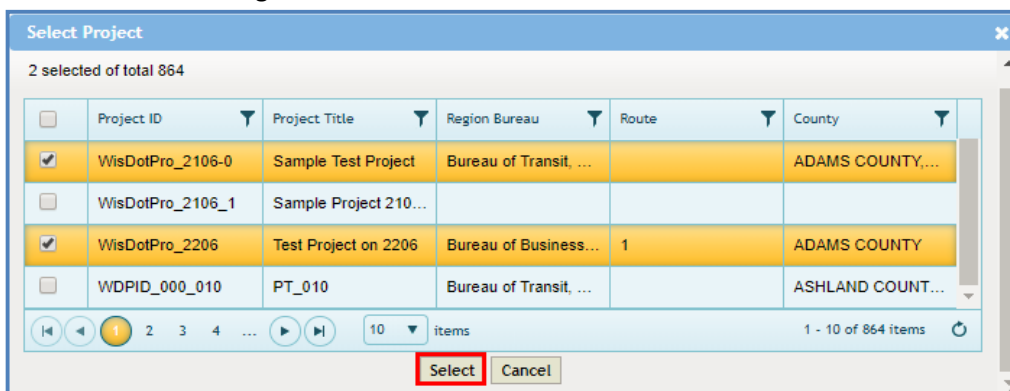 Select Project
2 selected of total 864
Project ID Project Title Region Bureau Route County
WisDotPro_2106-0 Sample Test Project Bureau of Transit, ... ADAMS COUNTY,...
WisDotPro_2106_1 Sample Project 210...
WisDotPro_2206 Test Project on 2206 Bureau of Business... 1 ADAMS COUNTY
WDPID_000_010 PT_010 Bureau of Transit, ... ASHLAND COUNT...
1 2 3 4 ... 10 items 1 - 10 of 864 items
Select Cancel